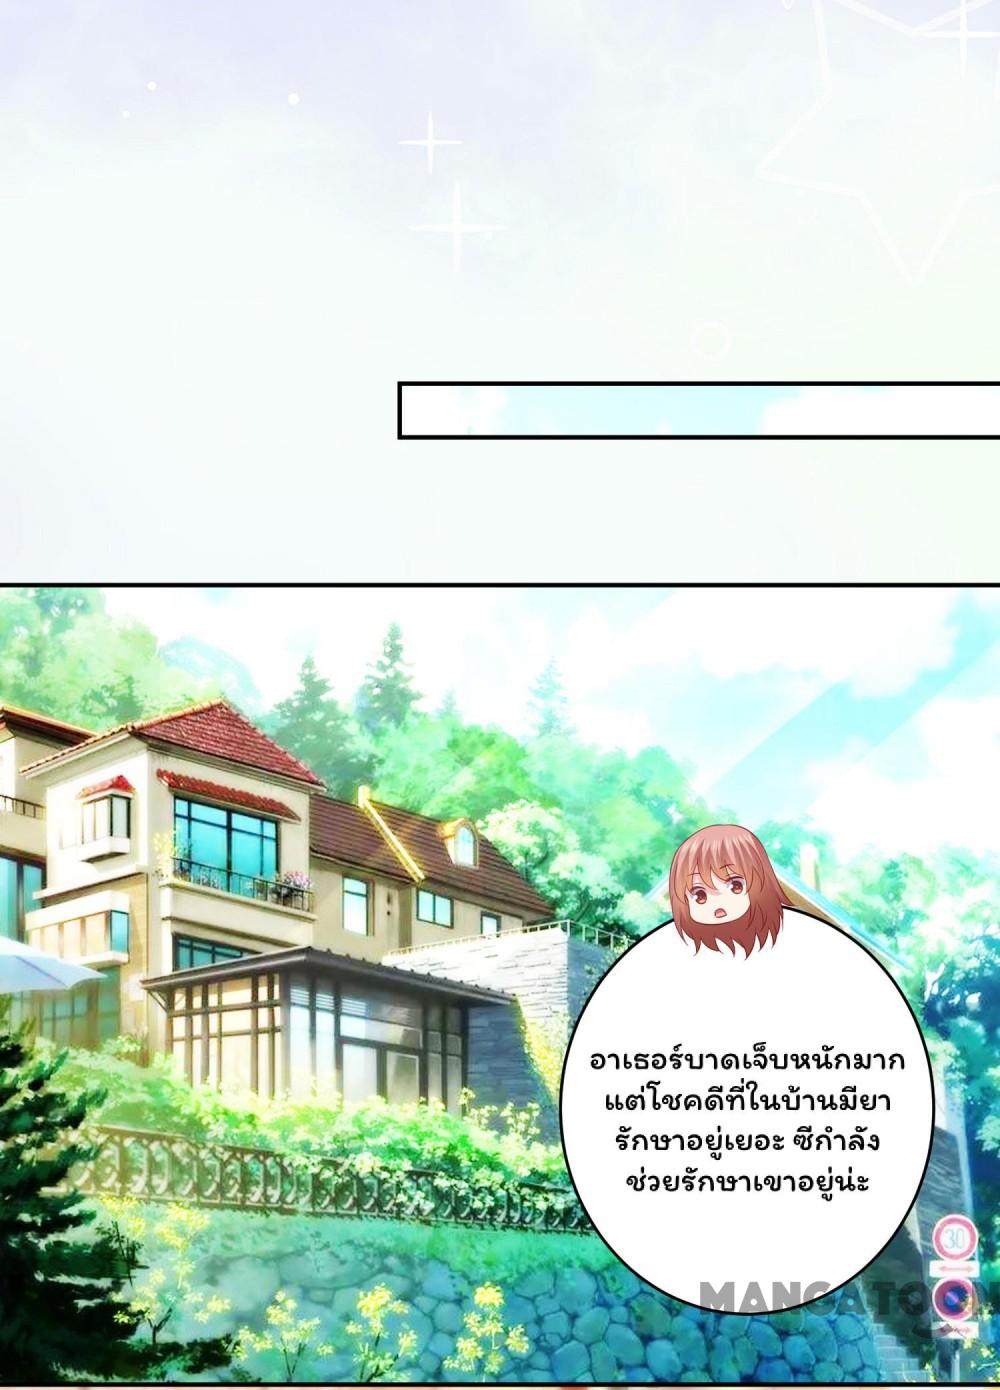 อาเธอร์บาดเจ็บหนักมาก
แต่โชคดีที่ในบ้านมียา
รักษาอยู่เยอะ ซีกำลัง
ช่วยรักษาเขาอยู่น่ะ
30
MANGATOON